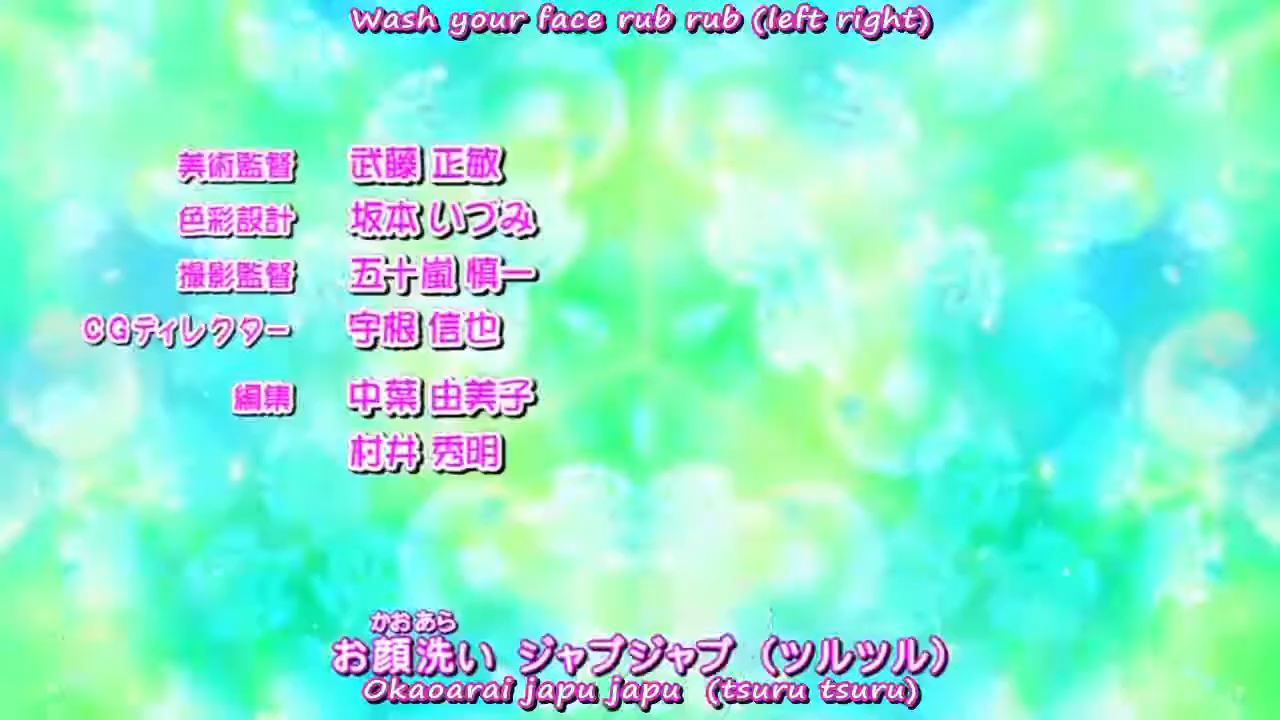 Wash your face rub rub (left right)
美術監督 武藤 正敏
色彩設計 坂本 いづみ
撮影監督 五十嵐 慎一
CGディレクター 宇根 信也
編集 中葉 由美子
村井 秀明
かおあら
お顔洗い ジャブジャブ (ツルツル)
Okaoarai japu japu (tsuru tsuru)